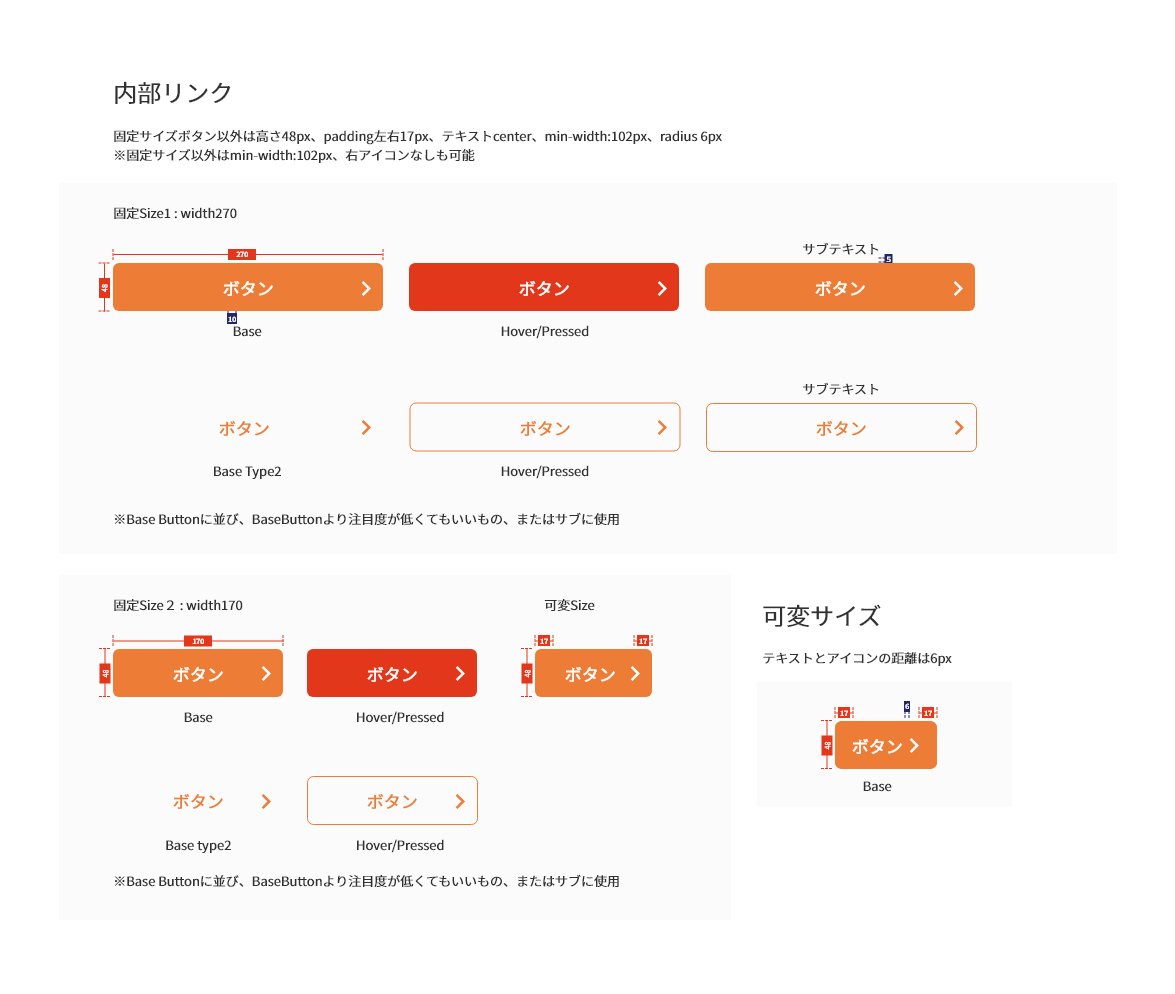 内部リンク
固定サイズボタン以外は高さ48px、padding左右17px、テキストcenter、min-width:102px、radius 6px
※固定サイズ以外はmin-width:102px、右アイコンなしも可能
固定Size1 : width270
サブテキスト
270
5
48
ボタン
ボタン
ボタン
10
Base
Hover/Pressed
サブテキスト
ボタン
ボタン
ボタン
Base Type2
Hover/Pressed
※Base Buttonに並び、BaseButtonより注目度が低くてもいいもの、またはサブに使用
固定Size２ : width170
可変Size
170
17
17
48
ボタン
ボタン
48
ボタン
Base
Hover/Pressed
ボタン
ボタン
Base type2
Hover/Pressed
※Base Buttonに並び、BaseButtonより注目度が低くてもいいもの、またはサブに使用
可変サイズ
テキストとアイコンの距離は6px
17
6
17
48
ボタン
Base